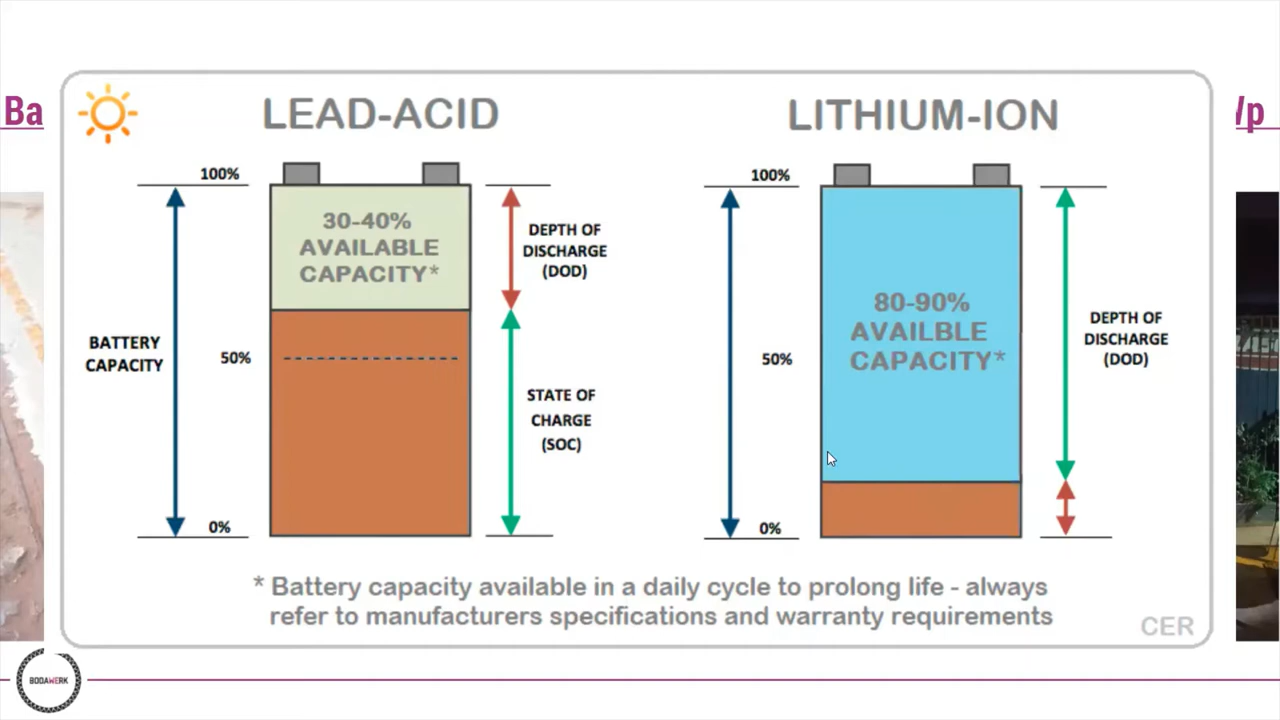 Ba
/p
LEAD-ACID
LITHIUM-ION
100%
30-40%
AVAILABLE
CAPACITY*
DEPTH OF
DISCHARGE
(DOD)
BATTERY
CAPACITY
50%
STATE OF
CHARGE
(SOC)
0%
100%
80-90%
AVAILBLE
CAPACITY*
50%
DEPTH OF
DISCHARGE
(DOD)
0%
* Battery capacity available in a daily cycle to prolong life - always
refer to manufacturers specifications and warranty requirements
CER
BODAWERK